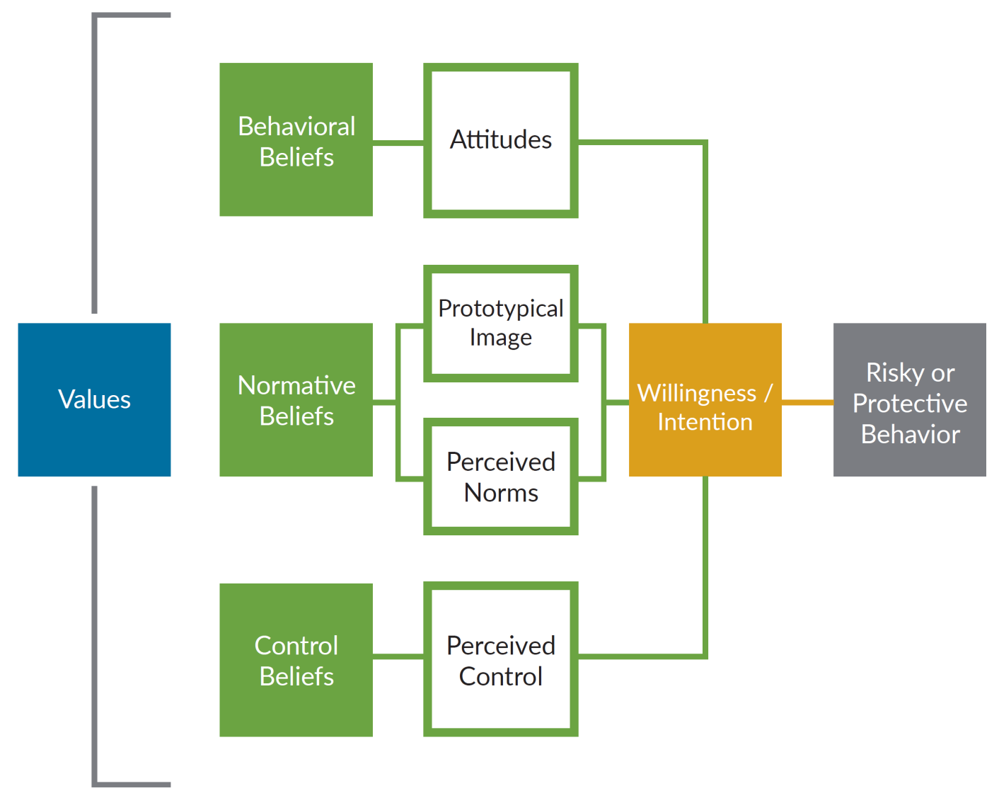 Values
Behavioral
Beliefs
Attitudes
Normative
Beliefs
Prototypical
Image
Perceived
Norms
Control
Beliefs
Perceived
Control
Willingness /
Intention
Risky or
Protective
Behavior